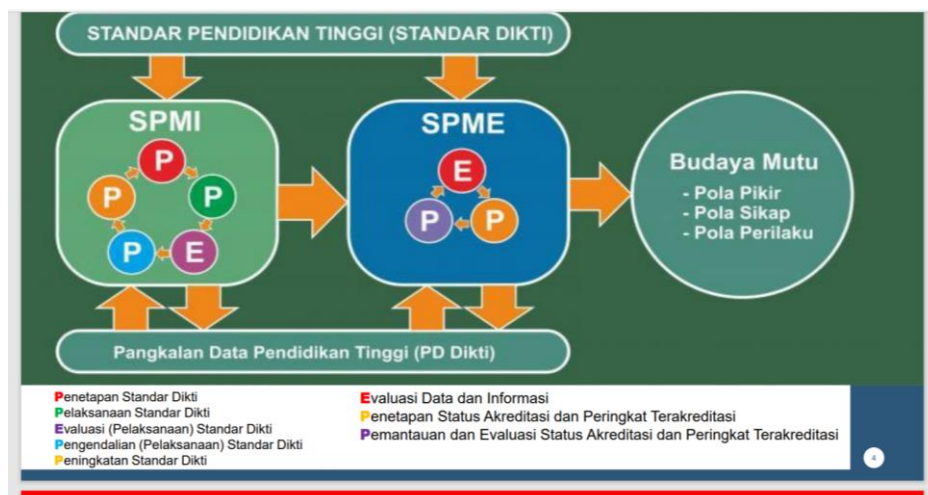 STANDAR PENDIDIKAN TINGGI (STANDAR DIKTI)
SPMI
P
P
E
P
P
SPME
E
P
P
Budaya Mutu
- Pola Pikir
- Pola Sikap
- Pola Perilaku
Pangkalan Data Pendidikan Tinggi (PD Dikti)
Penetapan Standar Dikti
Pelaksanaan Standar Dikti
Evaluasi (Pelaksanaan) Standar Dikti
Pengendalian (Pelaksanaan) Standar Dikti
Peningkatan Standar Dikti
Evaluasi Data dan Informasi
Penetapan Status Akreditasi dan Peringkat Terakreditasi
Pemantauan dan Evaluasi Status Akreditasi dan Peringkat Terakreditasi
4